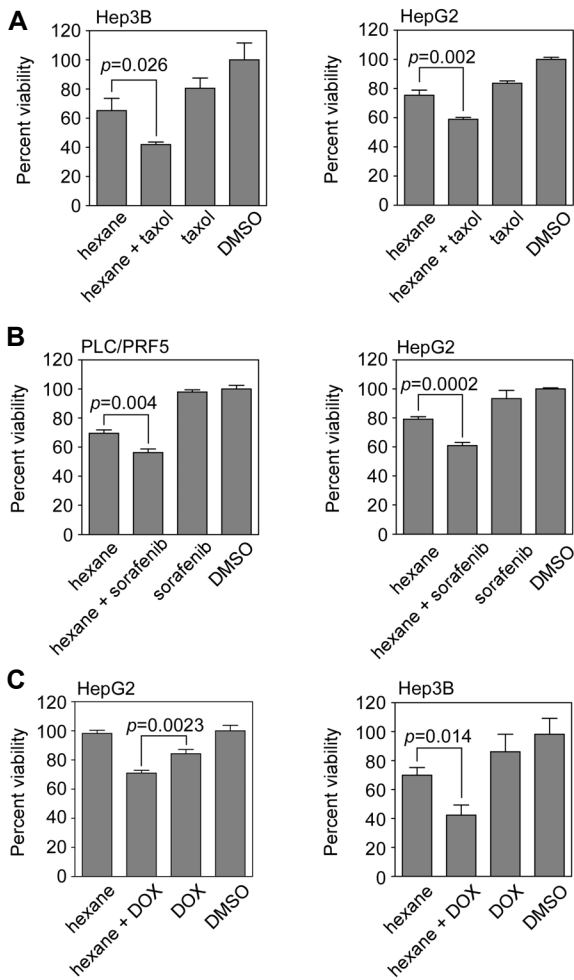 A
Hep3B
Percent viability
120
100
80
60
40
20
0
p=0.026
hexane
hexane + taxol
taxol
DMSO
HepG2
Percent viability
120
100
80
60
40
20
0
p=0.002
hexane
hexane + taxol
taxol
DMSO
B
PLC/PRF5
Percent viability
120
100
80
60
40
20
0
p=0.004
hexane
hexane + sorafenib
sorafenib
DMSO
HepG2
Percent viability
120
100
80
60
40
20
0
p=0.0002
hexane
hexane + sorafenib
sorafenib
DMSO
C
HepG2
Percent viability
120
100
80
60
40
20
0
p=0.0023
hexane
hexane + DOX
DOX
DMSO
Hep3B
Percent viability
120
100
80
60
40
20
0
p=0.014
hexane
hexane + DOX
DOX
DMSO